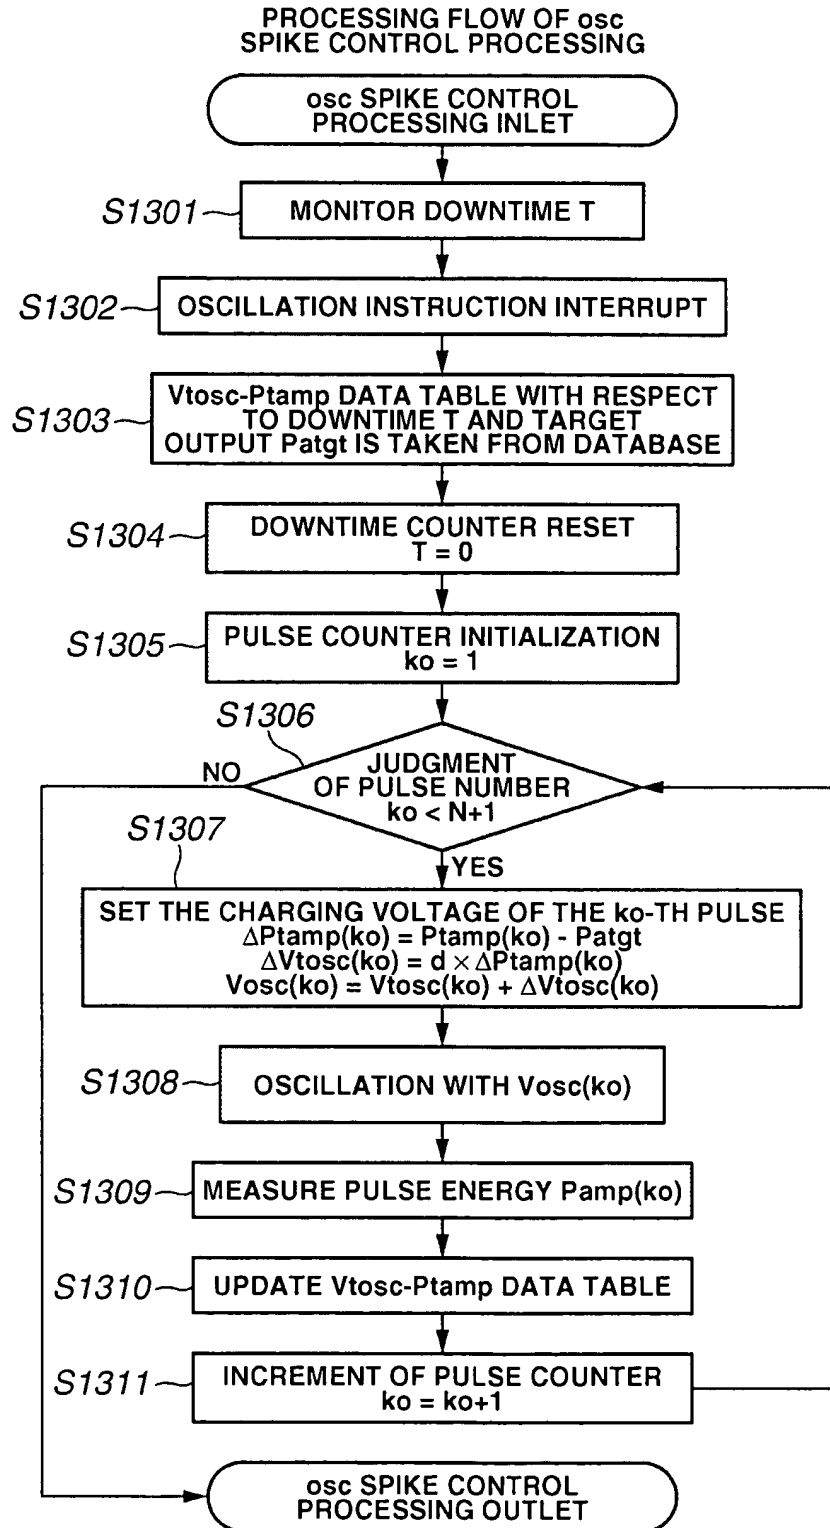 PROCESSING FLOW OF osc
SPIKE CONTROL PROCESSING
osc SPIKE CONTROL
PROCESSING INLET
S1301
MONITOR DOWNTIME T
S1302
OSCILLATION INSTRUCTION INTERRUPT
S1303
Vtosc-Ptamp DATA TABLE WITH RESPECT
TO DOWNTIME T AND TARGET
OUTPUT Patgt IS TAKEN FROM DATABASE
S1304
DOWNTIME COUNTER RESET
T = 0
S1305
PULSE COUNTER INITIALIZATION
ko = 1
S1306
NO
JUDGMENT
OF PULSE NUMBER
ko < N+1
S1307
YES
SET THE CHARGING VOLTAGE OF THE ko-TH PULSE
ΔPtamp(ko) = Ptamp(ko) - Patgt
ΔVtosc(ko) = d × ΔPtamp(ko)
Vosc(ko) = Vtosc(ko) + ΔVtosc(ko)
S1308
OSCILLATION WITH Vosc(ko)
S1309
MEASURE PULSE ENERGY Pamp(ko)
S1310
UPDATE Vtosc-Ptamp DATA TABLE
S1311
INCREMENT OF PULSE COUNTER
ko = ko+1
osc SPIKE CONTROL
PROCESSING OUTLET